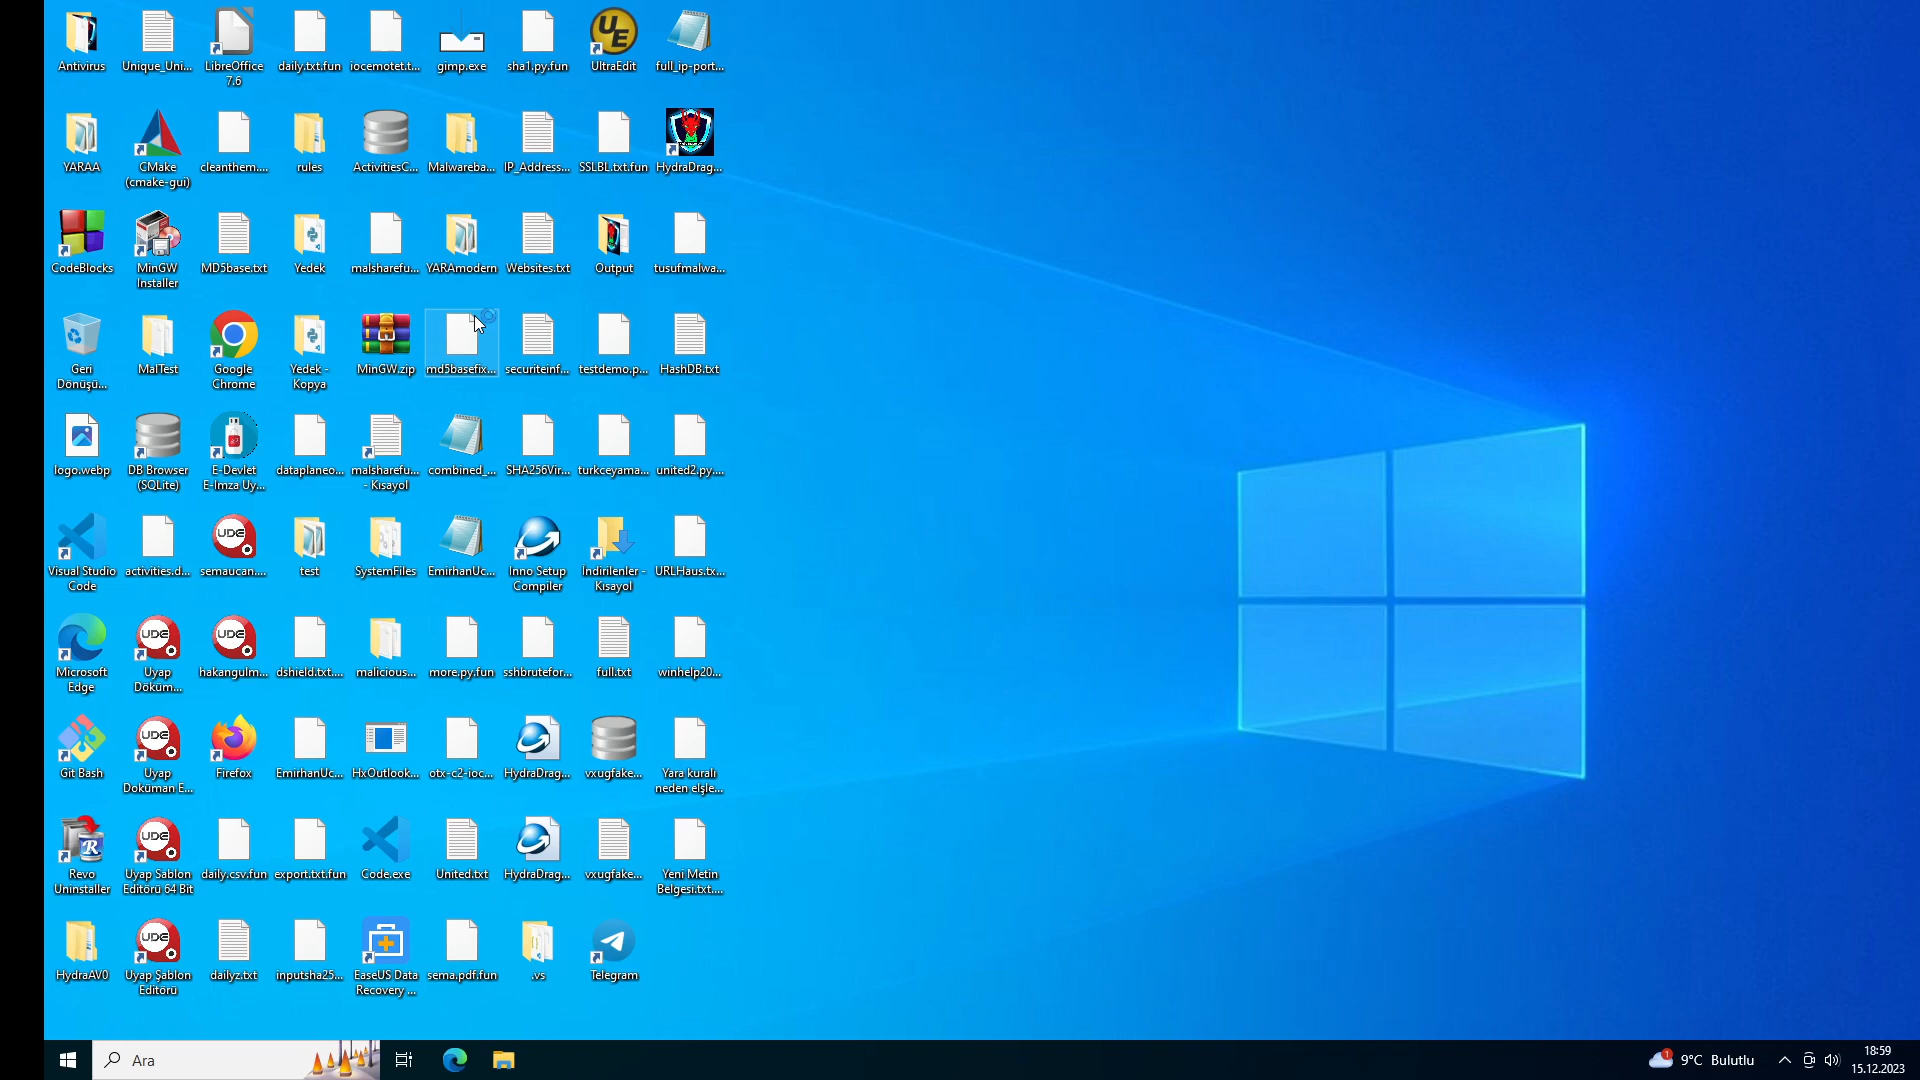 Antivirus
Unique_Uni...
LibreOffice
7.6
daily.txt.fun
iocemotet.t...
gimp.exe
sha1.py.fun
UltraEdit
full_ip-port...
YARAA
CMake
(cmake-gui)
cleanthem....
rules
ActivitiesC...
Malwareba...
IP_Address...
SSLBL.txt.fun
HydraDrag...
CodeBlocks
MinGW
Installer
MD5base.txt
Yedek
malsharefu...
YARAmodern
Websites.txt
Output
tusufmalwa...
Geri
Dönüşü...
MalTest
Google
Chrome
Yedek -
Kopya
MinGW.zip
md5basefix...
securiteinf...
testdemo.p...
HashDB.txt
logo.webp
DB Browser
(SQLite)
E-Devlet
E-İmza Uy...
dataplaneo...
malsharefu...
- Kısayol
combined_...
SHA256Vir...
turkceyama...
united2.py....
Visual Studio
Code
activities.d...
semaucan....
test
SystemFiles
EmirhanUc...
Inno Setup
Compiler
İndirilenler -
Kısayol
URLHaus.tx...
Microsoft
Edge
Uyap
Doküm...
hakangulm...
dshield.txt....
malicious...
more.py.fun
sshbrutefor...
full.txt
winhelp20...
Git Bash
Uyap
Doküman E...
Firefox
EmirhanUc...
HxOutlook...
otx-c2-ioc...
HydraDrag...
vxugfake...
Yara kuralı
neden eişle...
Revo
Uninstaller
Uyap Şablon
Editörü 64 Bit
daily.csv.fun
export.txt.fun
Code.exe
United.txt
HydraDrag...
vxugfake...
Yeni Metin
Belgesi.txt....
HydraAV0
Uyap Şablon
Editörü
dailyz.txt
inputsha25...
EaseUS Data
Recovery ...
sema.pdf.fun
.vs
Telegram
Ara
1
9°C Bulutlu
18:59
15.12.2023